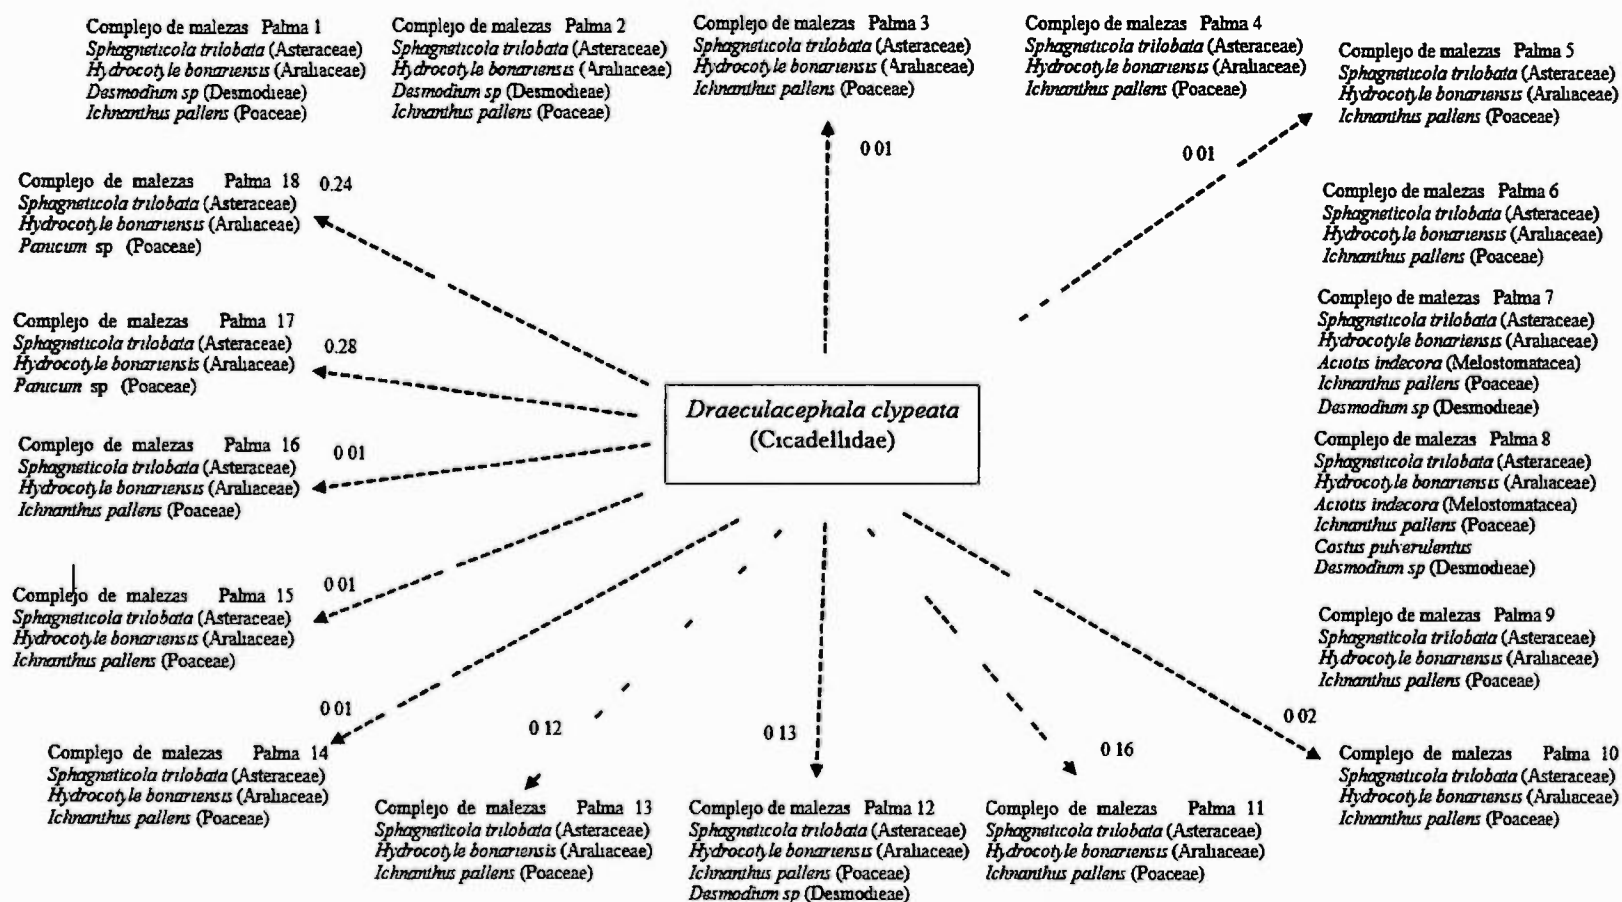 Complejo de malezas Palma 1
Sphagneticola trilobata (Asteraceae)
Hydrocotyle bonariensis (Araliaceae)
Desmodium sp (Desmodieae)
Ichnanthus pallens (Poaceae)
Complejo de malezas Palma 2
Sphagneticola trilobata (Asteraceae)
Hydrocotyle bonariensis (Araliaceae)
Desmodium sp (Desmodieae)
Ichnanthus pallens (Poaceae)
Complejo de malezas Palma 3
Sphagneticola trilobata (Asteraceae)
Hydrocotyle bonariensis (Araliaceae)
Ichnanthus pallens (Poaceae)
0 01
Complejo de malezas Palma 4
Sphagneticola trilobata (Asteraceae)
Hydrocotyle bonariensis (Araliaceae)
Ichnanthus pallens (Poaceae)
Complejo de malezas Palma 5
Sphagneticola trilobata (Asteraceae)
Hydrocotyle bonariensis (Araliaceae)
Ichnanthus pallens (Poaceae)
0 01
Complejo de malezas Palma 6
Sphagneticola trilobata (Asteraceae)
Hydrocotyle bonariensis (Araliaceae)
Ichnanthus pallens (Poaceae)
Complejo de malezas Palma 7
Sphagneticola trilobata (Asteraceae)
Hydrocotyle bonariensis (Araliaceae)
Aciotis indecora (Melostomatacea)
Ichnanthus pallens (Poaceae)
Desmodium sp (Desmodieae)
Complejo de malezas Palma 8
Sphagneticola trilobata (Asteraceae)
Hydrocotyle bonariensis (Araliaceae)
Aciotis indecora (Melostomatacea)
Ichnanthus pallens (Poaceae)
Costus pulverulentus
Desmodium sp (Desmodieae)
Complejo de malezas Palma 9
Sphagneticola trilobata (Asteraceae)
Hydrocotyle bonariensis (Araliaceae)
Ichnanthus pallens (Poaceae)
0 02
Complejo de malezas Palma 10
Sphagneticola trilobata (Asteraceae)
Hydrocotyle bonariensis (Araliaceae)
Ichnanthus pallens (Poaceae)
0 16
Complejo de malezas Palma 11
Sphagneticola trilobata (Asteraceae)
Hydrocotyle bonariensis (Araliaceae)
Ichnanthus pallens (Poaceae)
0 13
Complejo de malezas Palma 12
Sphagneticola trilobata (Asteraceae)
Hydrocotyle bonariensis (Araliaceae)
Ichnanthus pallens (Poaceae)
Desmodium sp (Desmodieae)
0 12
Complejo de malezas Palma 13
Sphagneticola trilobata (Asteraceae)
Hydrocotyle bonariensis (Araliaceae)
Ichnanthus pallens (Poaceae)
0 01
Complejo de malezas Palma 14
Sphagneticola trilobata (Asteraceae)
Hydrocotyle bonariensis (Araliaceae)
Ichnanthus pallens (Poaceae)
0 01
Complejo de malezas Palma 15
Sphagneticola trilobata (Asteraceae)
Hydrocotyle bonariensis (Araliaceae)
Ichnanthus pallens (Poaceae)
0 01
Complejo de malezas Palma 16
Sphagneticola trilobata (Asteraceae)
Hydrocotyle bonariensis (Araliaceae)
Ichnanthus pallens (Poaceae)
Complejo de malezas Palma 17
0.28
Sphagneticola trilobata (Asteraceae)
Hydrocotyle bonariensis (Araliaceae)
Panicum sp (Poaceae)
Complejo de malezas Palma 18
0.24
Sphagneticola trilobata (Asteraceae)
Hydrocotyle bonariensis (Araliaceae)
Panicum sp (Poaceae)
Draeculacephala clypeata
(Cicadellidae)